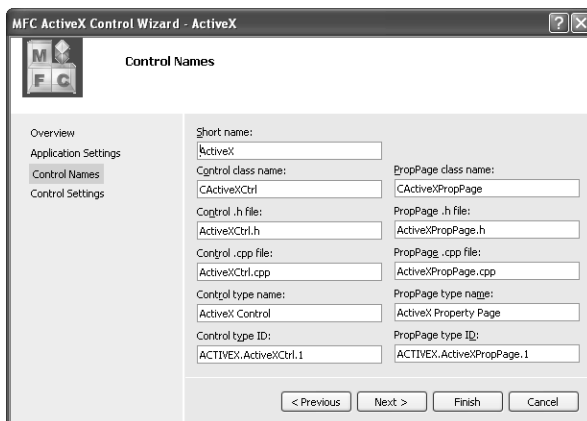 MFC ActiveX Control Wizard - ActiveX
M
F C
Control Names
Overview
Application Settings
Control Names
Control Settings
Short name:
ActiveX
Control class name: PropPage class name:
CActiveXCtrl CActiveXPropPage
Control .h file: PropPage .h file:
ActiveXCtrl.h ActiveXPropPage.h
Control .cpp file: PropPage .cpp file:
ActiveXCtrl.cpp ActiveXPropPage.cpp
Control type name: PropPage type name:
ActiveX Control ActiveX Property Page
Control type ID: PropPage type ID:
ACTIVEX.ActiveXCtrl.1 ACTIVEX.ActiveXPropPage.1
< Previous Next > Finish Cancel